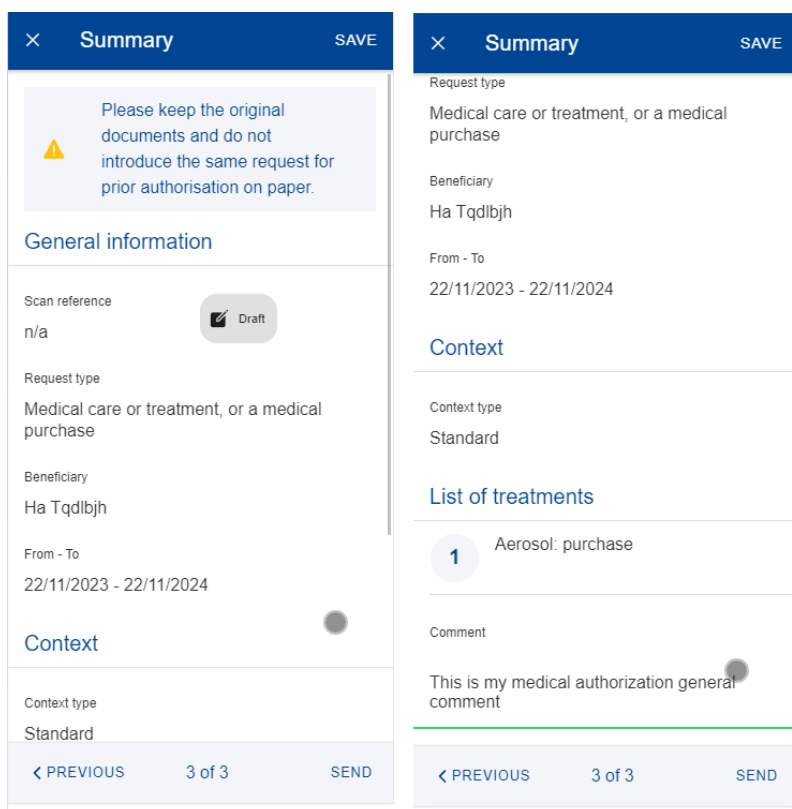 Summary
SAVE
Please keep the original
documents and do not
introduce the same request for
prior authorisation on paper.
General information
Scan reference
n/a
Draft
Request type
Medical care or treatment, or a medical
purchase
Beneficiary
Ha Tqdlbjh
From - To
22/11/2023 - 22/11/2024
Context
Context type
Standard
PREVIOUS
3 of 3
SEND
Summary
SAVE
Request type
Medical care or treatment, or a medical
purchase
Beneficiary
Ha Tqdlbjh
From - To
22/11/2023 - 22/11/2024
Context
Context type
Standard
List of treatments
1
Aerosol: purchase
Comment
This is my medical authorization general
comment
PREVIOUS
3 of 3
SEND